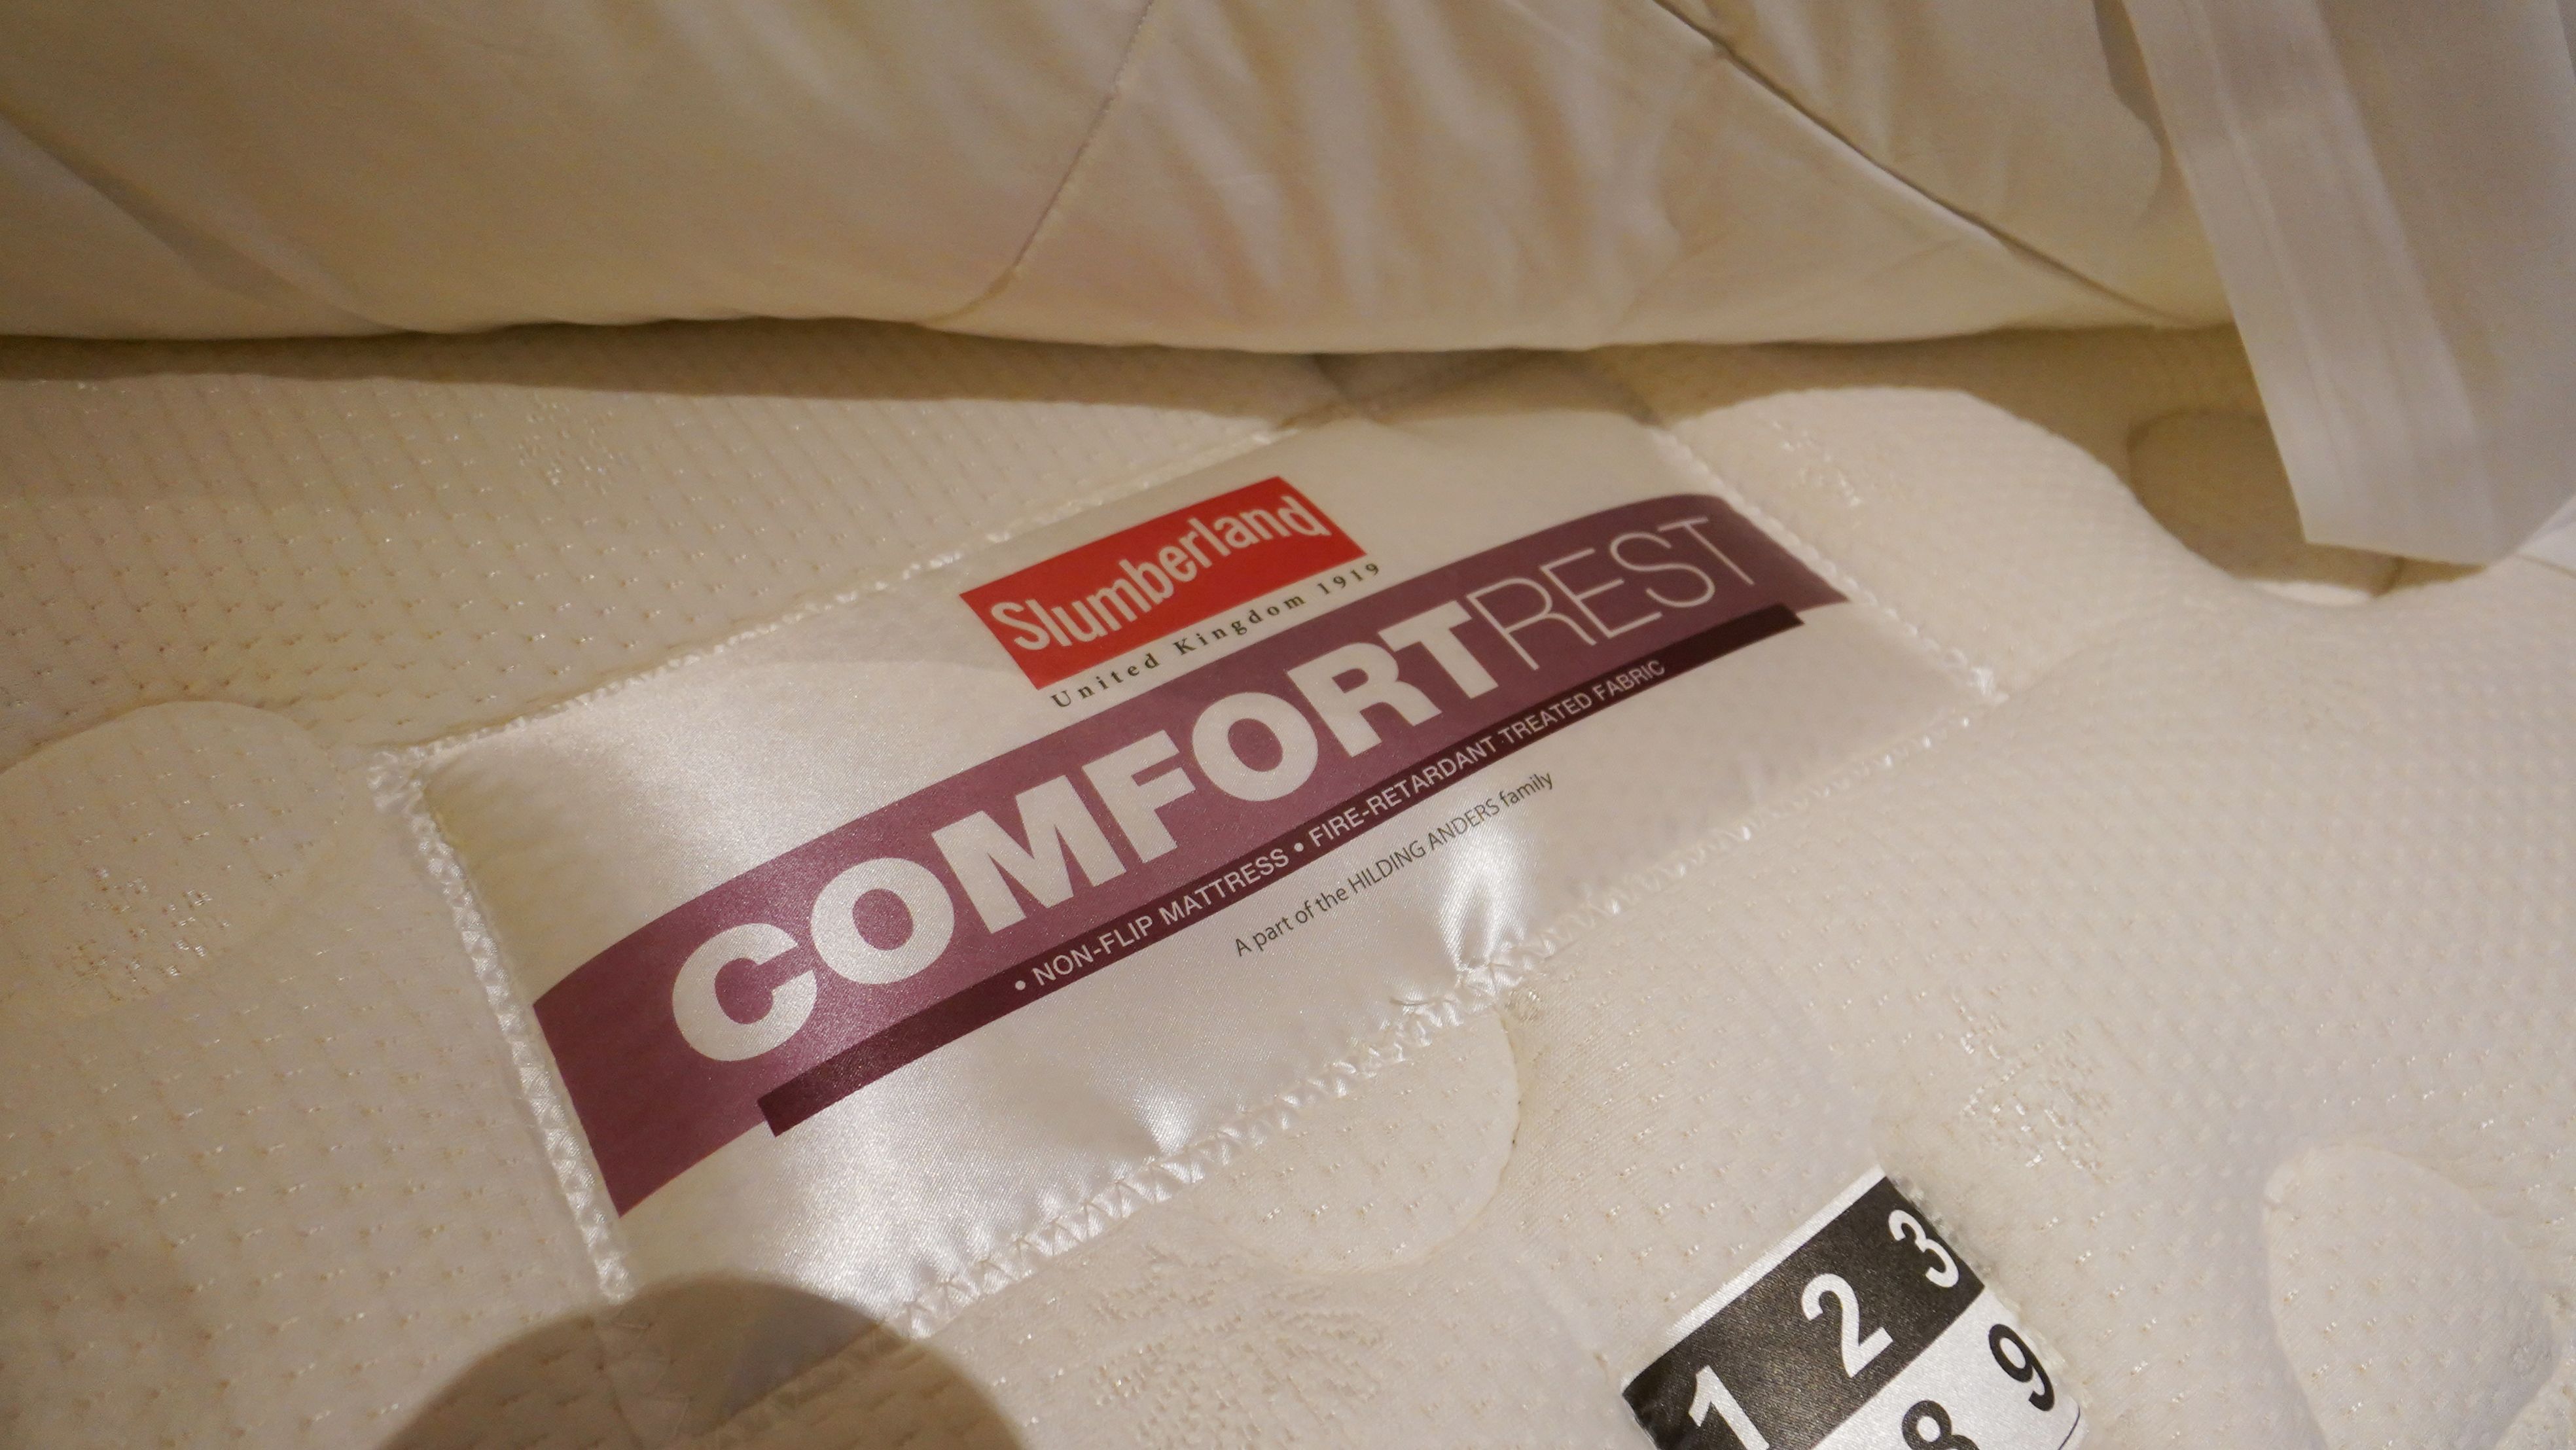 Slumberland
United Kingdom 1919
COMFORTREST
• NON-FLIP MATTRESS • FIRE-RETARDANT TREATED FABRIC
A part of the HILDING ANDERS family
1 2 3
8 9